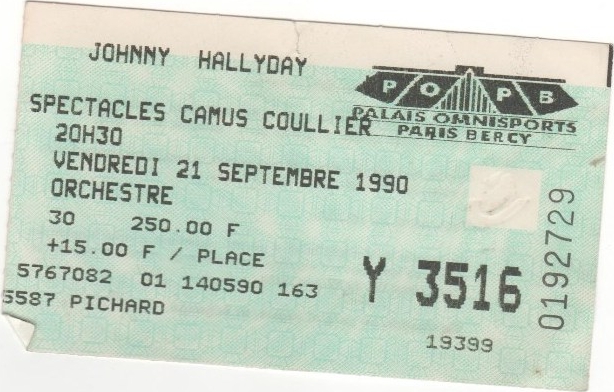 JOHNNY HALLYDAY
P O P B
PALAIS OMNISPORTS
PARIS BERCY
SPECTACLES CAMUS COULLIER
20H30
VENDREDI 21 SEPTEMBRE 1990
ORCHESTRE
30 250.00 F
+15.00 F / PLACE
5767082 01 140590 163
5587 PICHARD
Y 3516
19399
0192729